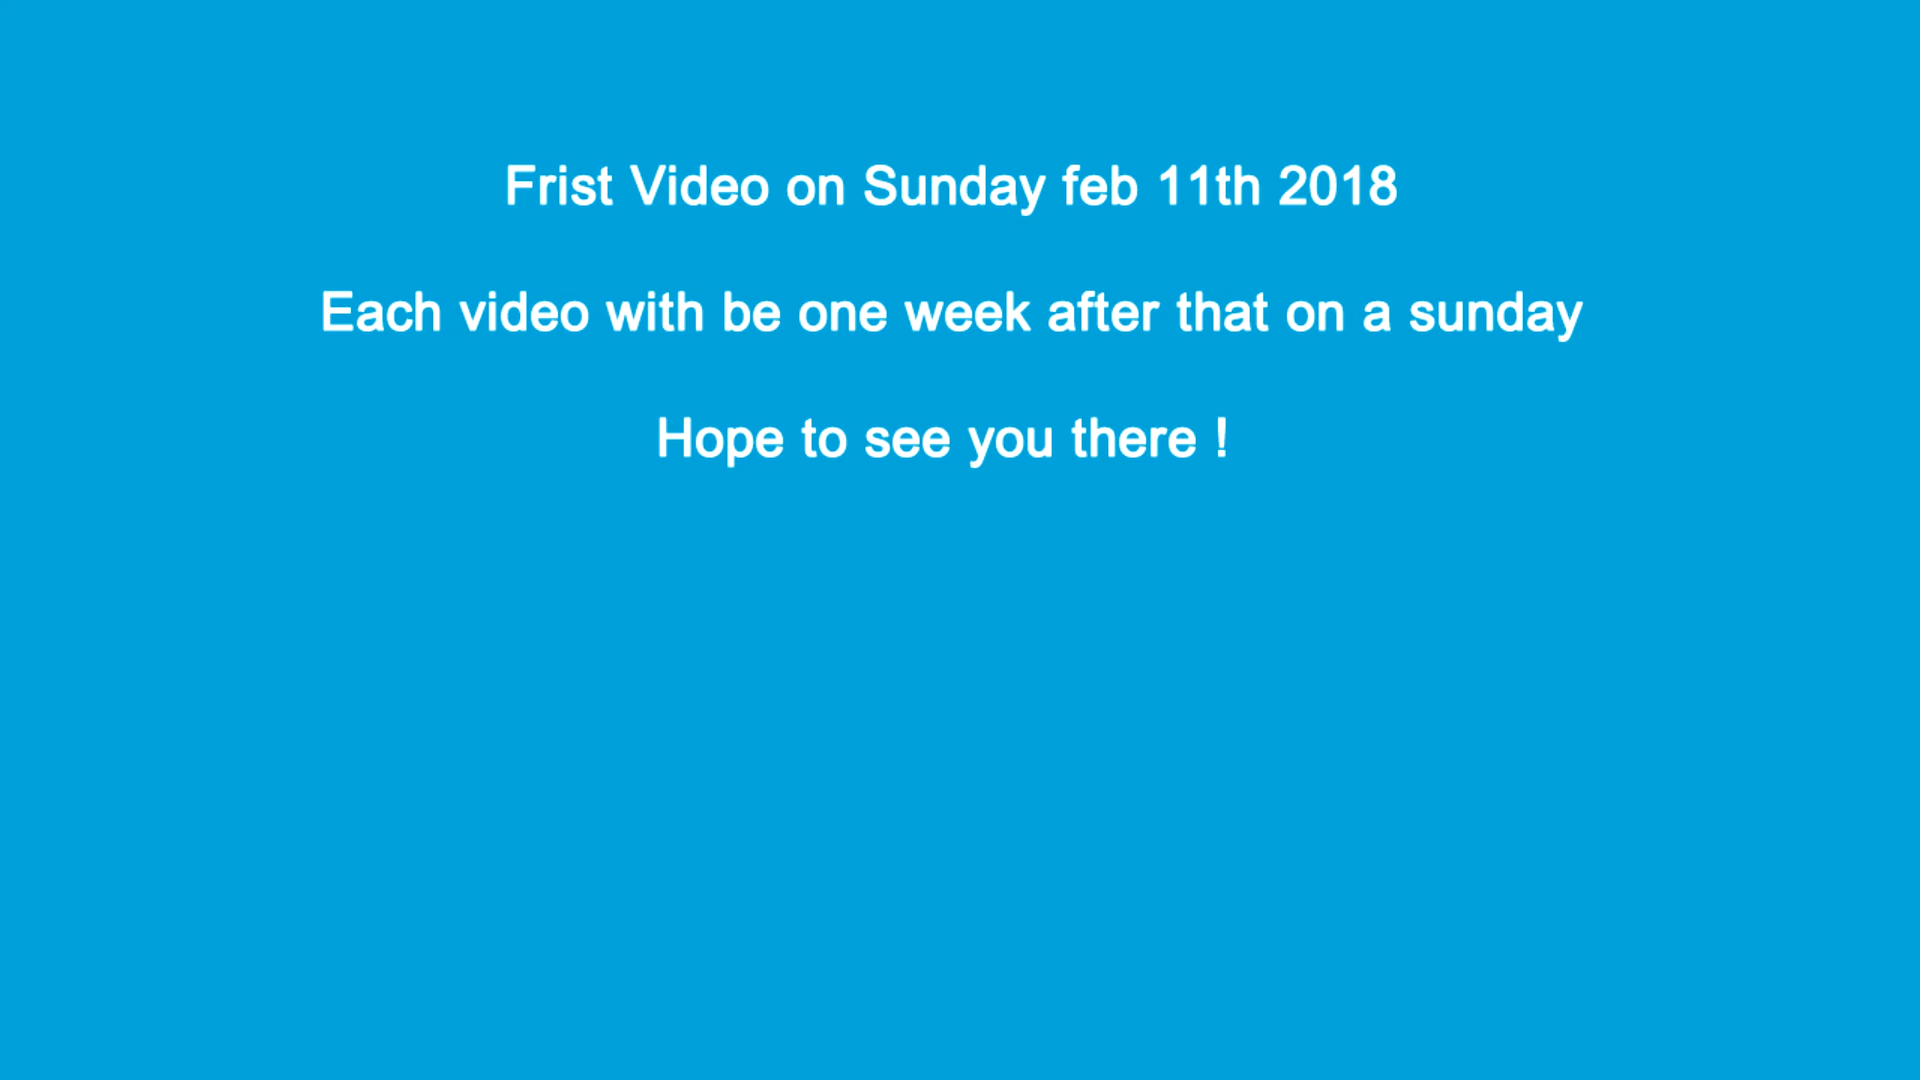 Frist Video on Sunday feb 11th 2018
Each video with be one week after that on a sunday
Hope to see you there !